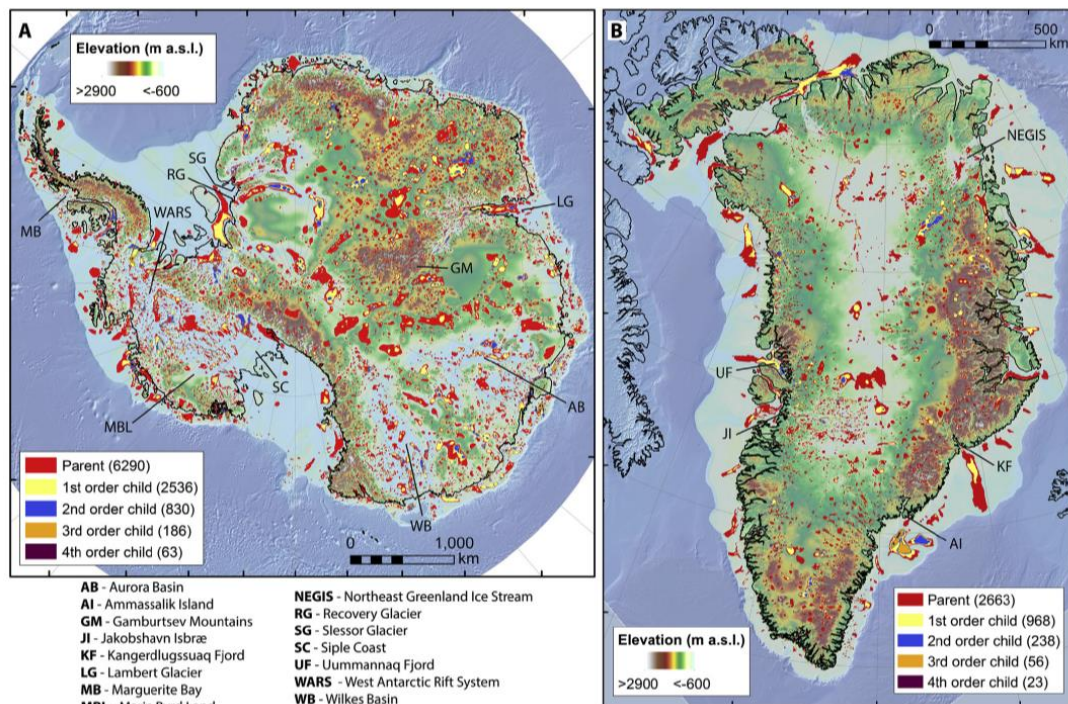 A
Elevation (m a.s.l.)
>2900 <-600
SG
RG
WARS
MB
LG
GM
SC
MBL
AB
WB
Parent (6290)
1st order child (2536)
2nd order child (830)
3rd order child (186)
4th order child (63)
0 1,000
km
B
0 500
km
NEGIS
UF
JI
KF
AI
Elevation (m a.s.l.)
>2900 <-600
Parent (2663)
1st order child (968)
2nd order child (238)
3rd order child (56)
4th order child (23)
AB - Aurora Basin
AI - Ammassalik Island
GM - Gamburtsev Mountains
JI - Jakobshavn Isbræ
KF - Kangerdlugssuaq Fjord
LG - Lambert Glacier
MB - Marguerite Bay
NEGIS - Northeast Greenland Ice Stream
RG - Recovery Glacier
SG - Slessor Glacier
SC - Siple Coast
UF - Uummannaq Fjord
WARS - West Antarctic Rift System
WB - Wilkes Basin